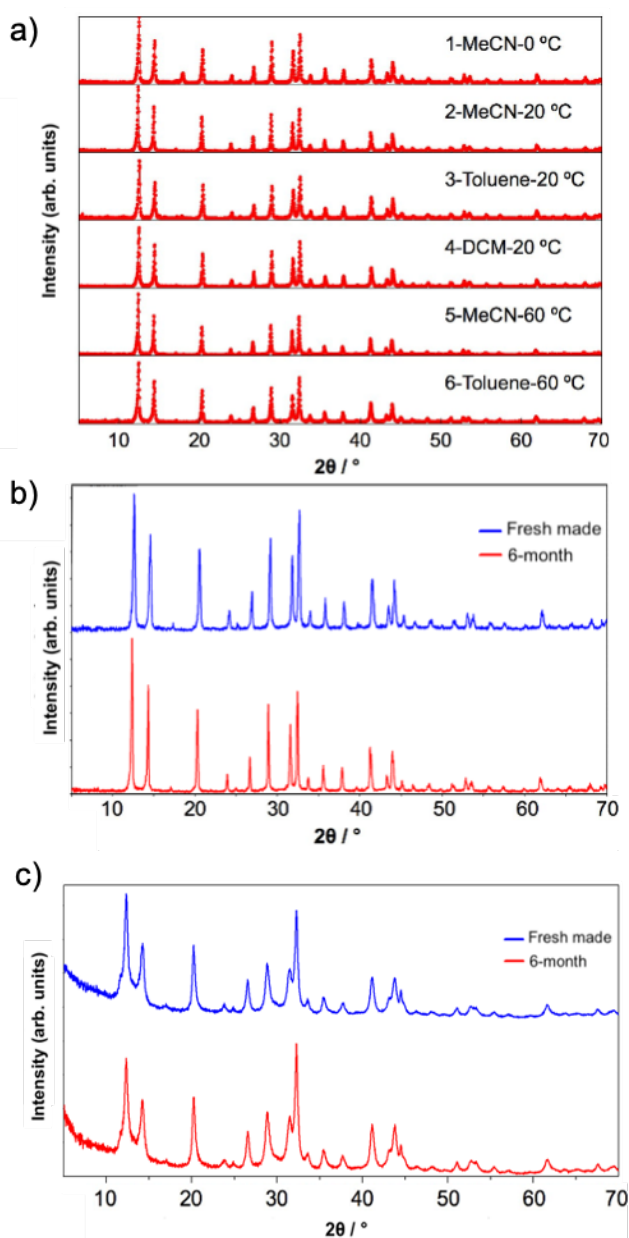 a)
1-MeCN-0 ºC
2-MeCN-20 ºC
3-Toluene-20 ºC
4-DCM-20 ºC
5-MeCN-60 ºC
6-Toluene-60 ºC
Intensity (arb. units)
10 20 30 40 50 60 70
2θ / °
b)
Fresh made
6-month
Intensity (arb. units)
10 20 30 40 50 60 70
2θ / °
c)
Fresh made
6-month
Intensity (arb. units)
10 20 30 40 50 60 70
2θ / °